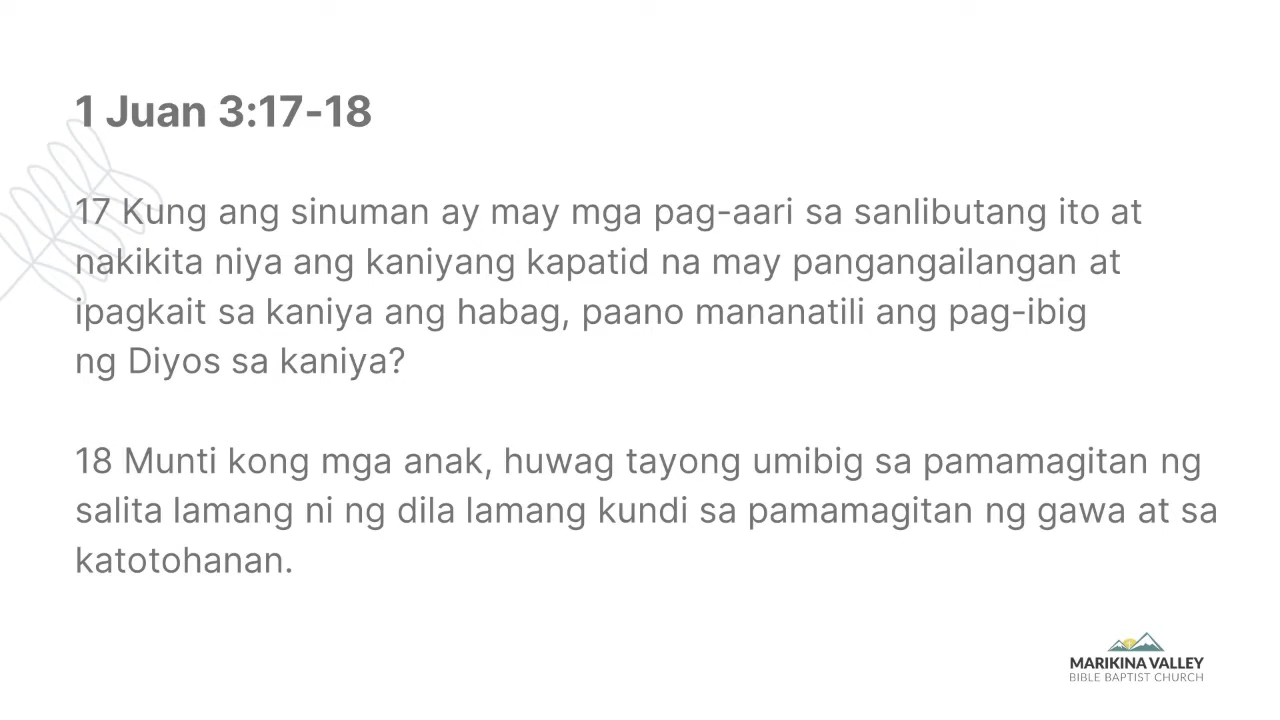 1 Juan 3:17-18
17 Kung ang sinuman ay may mga pag-aari sa sanlibutang ito at
nakikita niya ang kaniyang kapatid na may pangangailangan at
ipagkait sa kaniya ang habag, paano mananatili ang pag-ibig
ng Diyos sa kaniya?
18 Munti kong mga anak, huwag tayong umibig sa pamamagitan ng
salita lamang ni ng dila lamang kundi sa pamamagitan ng gawa at sa
katotohanan.
MARIKINA VALLEY
BIBLE BAPTIST CHURCH